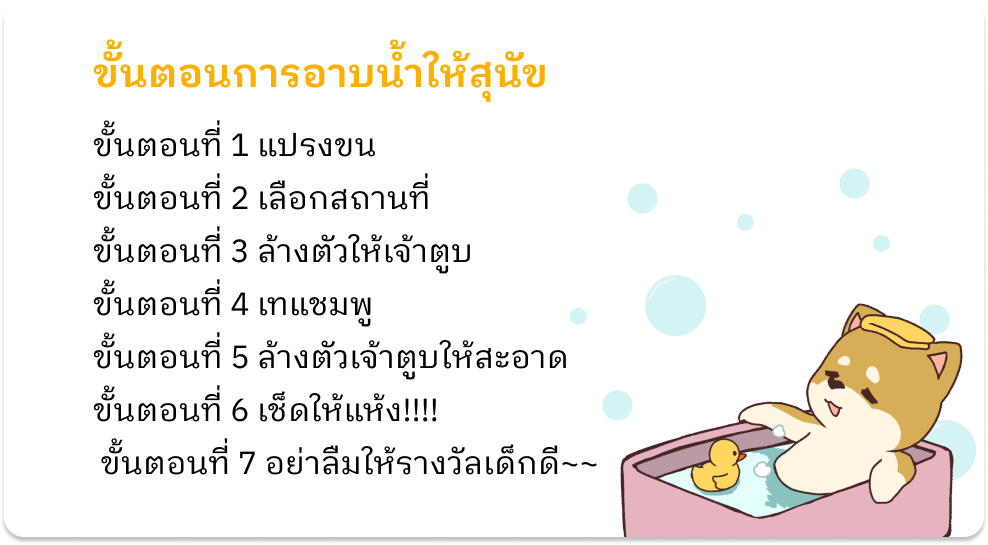 ขั้นตอนการอาบน้ำให้สุนัข
ขั้นตอนที่ 1 แปรงขน
ขั้นตอนที่ 2 เลือกสถานที่
ขั้นตอนที่ 3 ล้างตัวให้เจ้าตูบ
ขั้นตอนที่ 4 เทแชมพู
ขั้นตอนที่ 5 ล้างตัวเจ้าตูบให้สะอาด
ขั้นตอนที่ 6 เช็ดให้แห้ง!!!!
ขั้นตอนที่ 7 อย่าลืมให้รางวัลเด็กดี~~